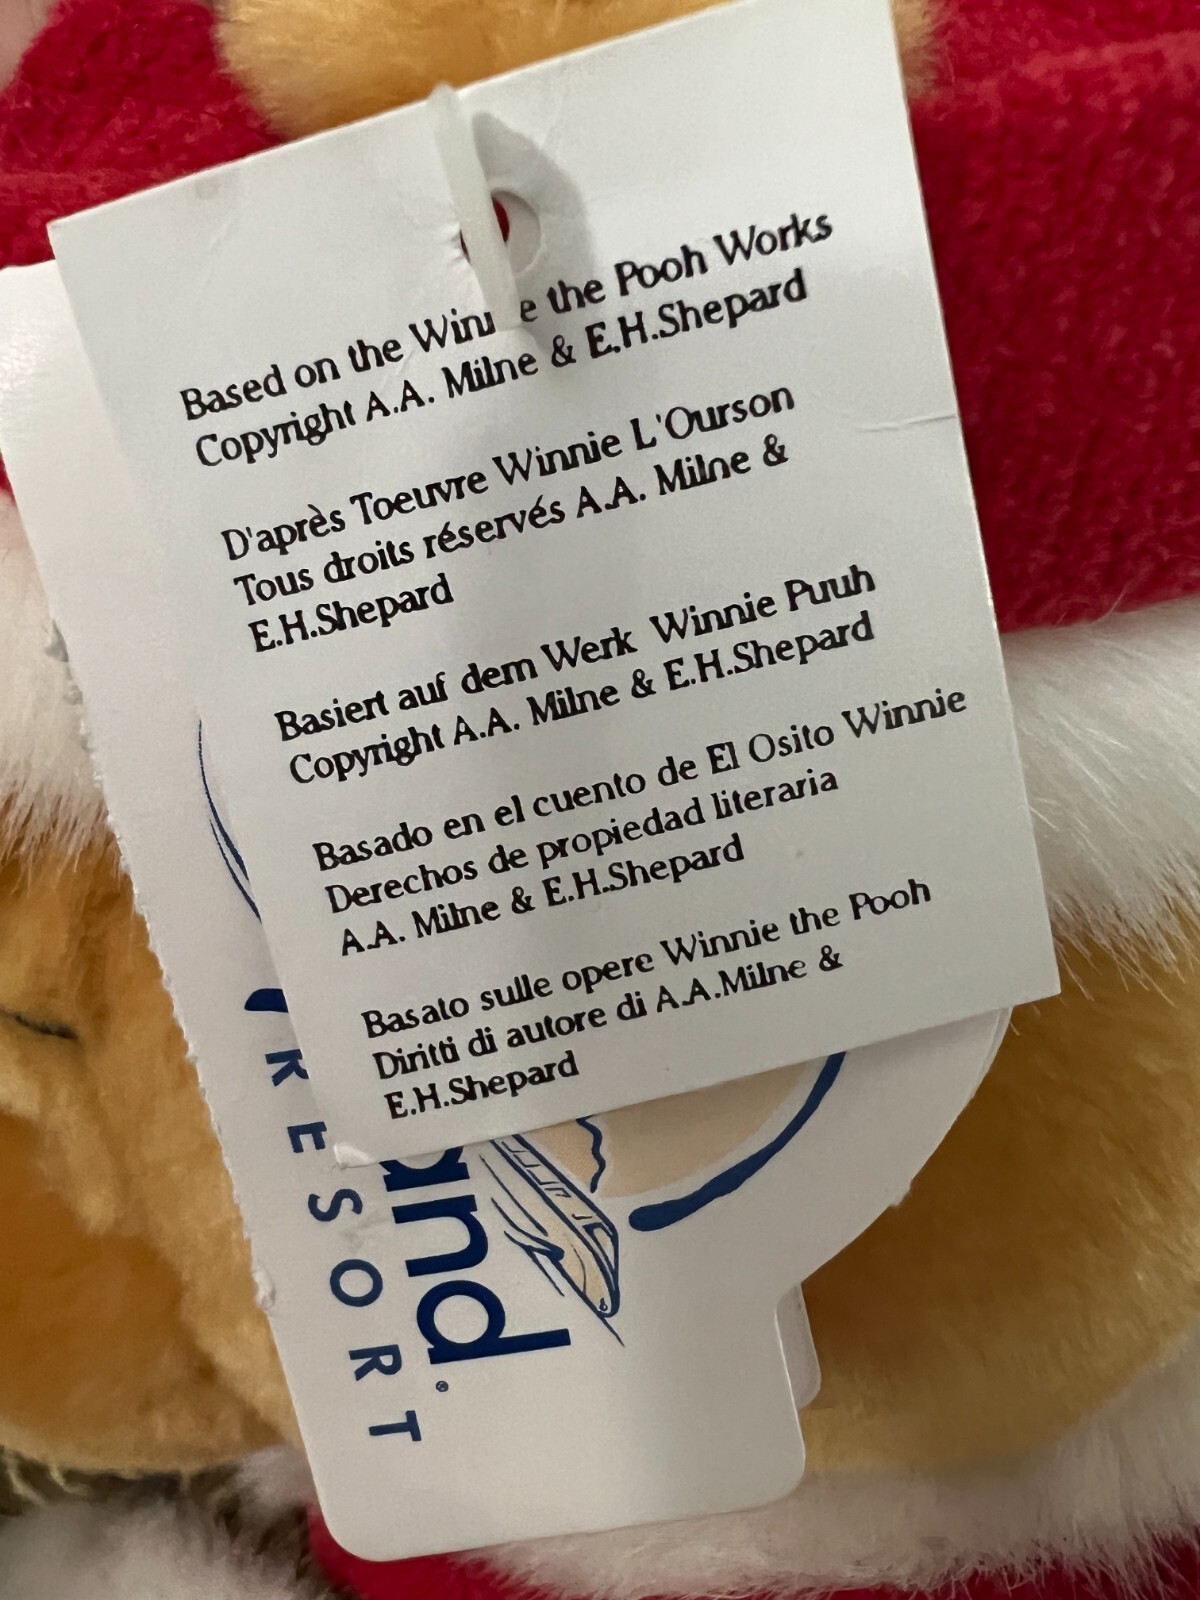 Based on the Winnie the Pooh Works
Copyright A.A. Milne & E.H.Shepard
D'après Toeuvre Winnie L'Ourson
Tous droits réservés A.A. Milne &
E.H.Shepard
Basiert auf dem Werk Winnie Puuh
Copyright A.A. Milne & E.H.Shepard
Basado en el cuento de El Osito Winnie
Derechos de propiedad literaria
A.A. Milne & E.H.Shepard
Basato sulle opere Winnie the Pooh
Diritti di autore di A.A.Milne &
E.H.Shepard
and®
RESORT